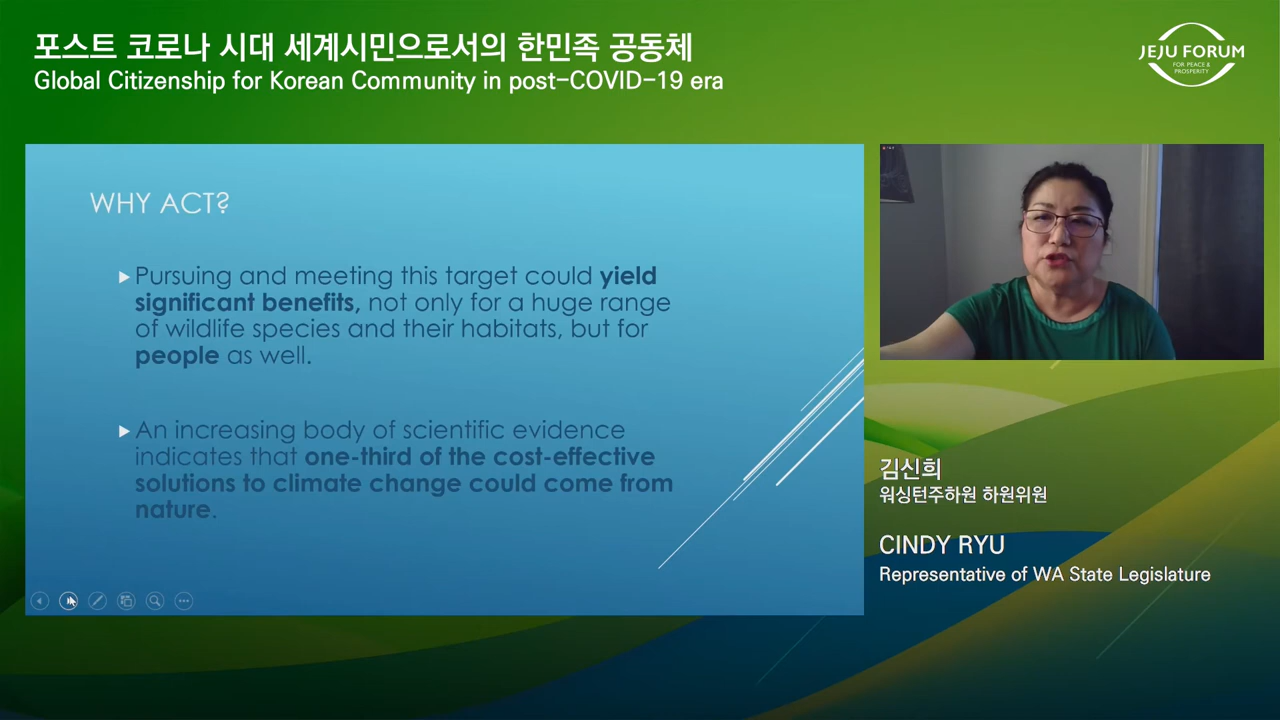 포스트 코로나 시대 세계시민으로서의 한민족 공동체
Global Citizenship for Korean Community in post-COVID-19 era
JEJU FORUM
FOR PEACE &
PROSPERITY
WHY ACT?
Pursuing and meeting this target could yield
significant benefits, not only for a huge range
of wildlife species and their habitats, but for
people as well.
An increasing body of scientific evidence
indicates that one-third of the cost-effective
solutions to climate change could come from
nature.
김신희
워싱턴주하원 하원위원
CINDY RYU
Representative of WA State Legislature